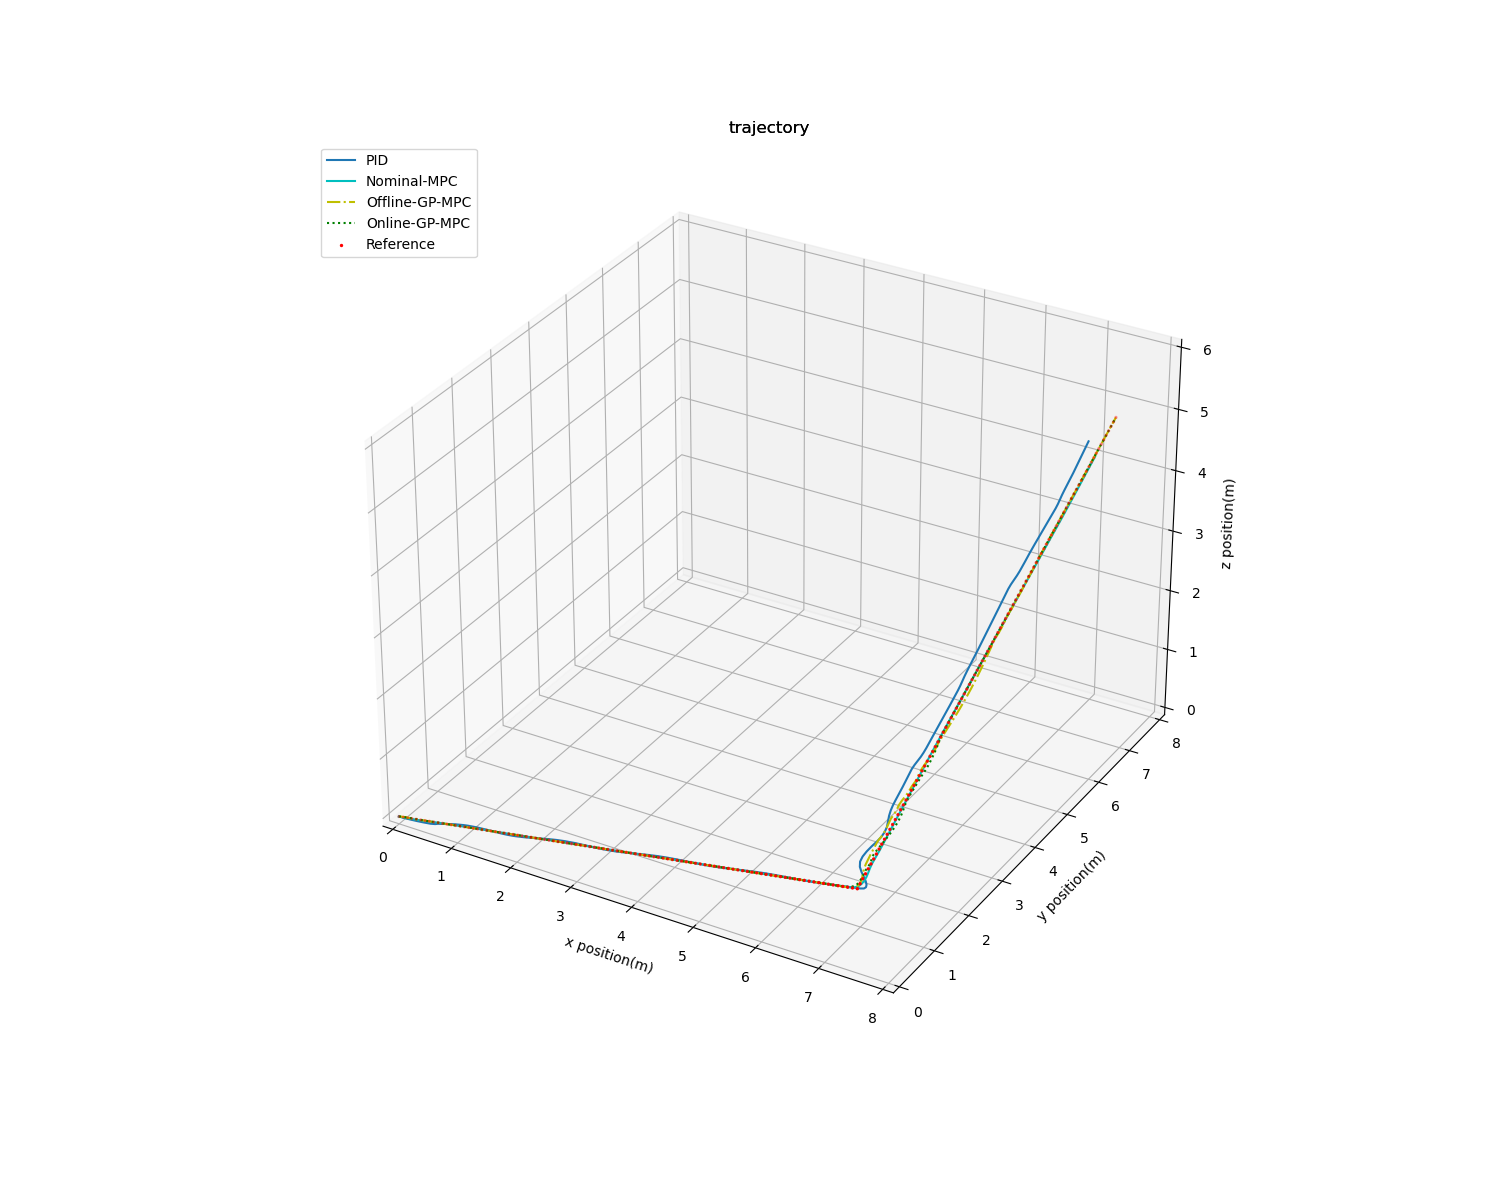 trajectory
PID
Nominal-MPC
Offline-GP-MPC
Online-GP-MPC
Reference
6
5
4
3
2
1
0
z position(m)
8
7
6
5
4
3
2
1
0
y position(m)
0
1
2
3
4
5
6
7
8
x position(m)